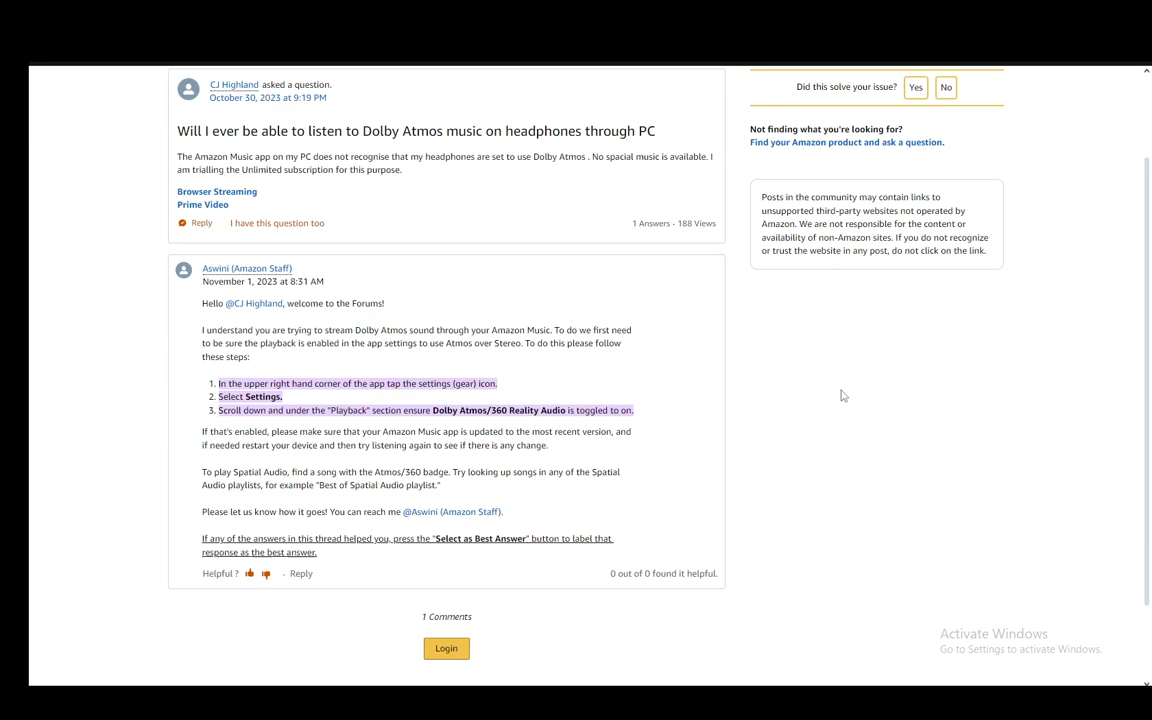 CJ Highland asked a question.
October 30, 2023 at 9:19 PM
Will I ever be able to listen to Dolby Atmos music on headphones through PC
The Amazon Music app on my PC does not recognise that my headphones are set to use Dolby Atmos . No spacial music is available. I
am trialling the Unlimited subscription for this purpose.
Browser Streaming
Prime Video
Reply I have this question too 1 Answers - 188 Views
Aswini (Amazon Staff)
November 1, 2023 at 8:31 AM
Hello @CJ Highland, welcome to the Forums!
I understand you are trying to stream Dolby Atmos sound through your Amazon Music. To do we first need
to be sure the playback is enabled in the app settings to use Atmos over Stereo. To do this please follow
these steps:
1. In the upper right hand corner of the app tap the settings (gear) icon.
2. Select Settings.
3. Scroll down and under the "Playback" section ensure Dolby Atmos/360 Reality Audio is toggled to on.
If that's enabled, please make sure that your Amazon Music app is updated to the most recent version, and
if needed restart your device and then try listening again to see if there is any change.
To play Spatial Audio, find a song with the Atmos/360 badge. Try looking up songs in any of the Spatial
Audio playlists, for example "Best of Spatial Audio playlist."
Please let us know how it goes! You can reach me @Aswini (Amazon Staff).
If any of the answers in this thread helped you, press the "Select as Best Answer" button to label that
response as the best answer.
Helpful ? · Reply 0 out of 0 found it helpful.
1 Comments
Login
Did this solve your issue? Yes No
Not finding what you're looking for?
Find your Amazon product and ask a question.
Posts in the community may contain links to
unsupported third-party websites not operated by
Amazon. We are not responsible for the content or
availability of non-Amazon sites. If you do not recognize
or trust the website in any post, do not click on the link.
Activate Windows
Go to Settings to activate Windows.